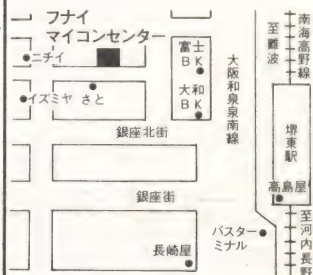 フナイ
マイコンセンター
ニチイ
富士
BK
イズミヤ さと
大和
BK
大阪和泉泉南線
至難波
南海高野線
銀座北街
堺東駅
銀座街
高島屋
バスター
ミナル
長崎屋
至河内長野